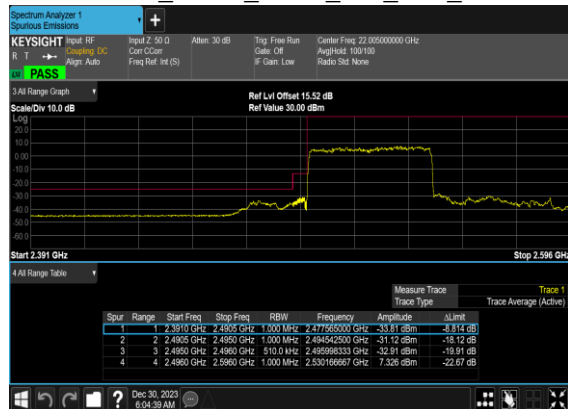 Spectrum Analyzer 1
Spurious Emissions
KEYSIGHT
R T
LM PASS
Input: RF
Coupling: DC
Align: Auto
Input Z: 50 Ω
Corr CCorr
Freq Ref: Int (S)
Atten: 30 dB
Trig: Free Run
Gate: Off
IF Gain: Low
Center Freq: 22.005000000 GHz
Avg|Hold: 100/100
Radio Std: None
3 All Range Graph
Scale/Div 10.0 dB
Ref Lvl Offset 15.52 dB
Ref Value 30.00 dBm
Log
20.0
10.0
0.00
-10.0
-20.0
-30.0
-40.0
-50.0
-60.0
Start 2.391 GHz
Stop 2.596 GHz
4 All Range Table
Measure Trace Trace 1
Trace Type Trace Average (Active)
Spur Range Start Freq Stop Freq RBW Frequency Amplitude ΔLimit
1 1 2.3910 GHz 2.4905 GHz 1.000 MHz 2.477565000 GHz -33.81 dBm -8.814 dB
2 2 2.4905 GHz 2.4950 GHz 1.000 MHz 2.494542500 GHz -31.12 dBm -18.12 dB
3 3 2.4950 GHz 2.4960 GHz 510.0 kHz 2.495998333 GHz -32.91 dBm -19.91 dB
4 4 2.4960 GHz 2.5960 GHz 1.000 MHz 2.530166667 GHz 7.326 dBm -22.67 dB
?
Dec 30, 2023
6:04:39 AM